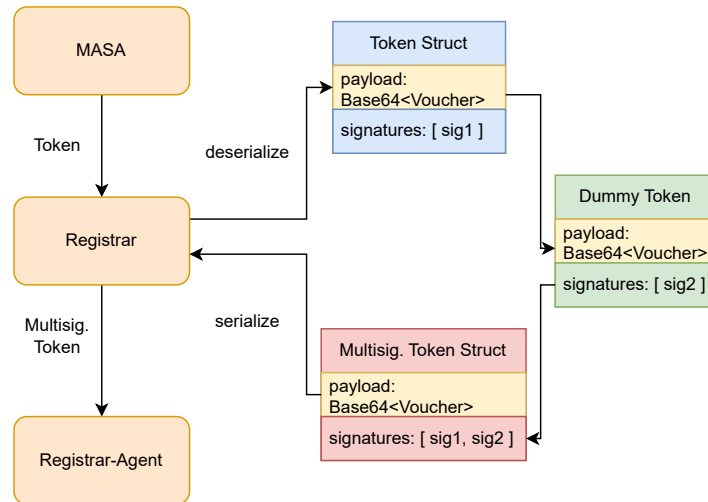 MASA
Token
Registrar
Multisig.
Token
Registrar-Agent
deserialize
serialize
Token Struct
payload:
Base64<Voucher>
signatures: [ sig1 ]
Dummy Token
payload:
Base64<Voucher>
signatures: [ sig2 ]
Multisig. Token Struct
payload:
Base64<Voucher>
signatures: [ sig1, sig2 ]